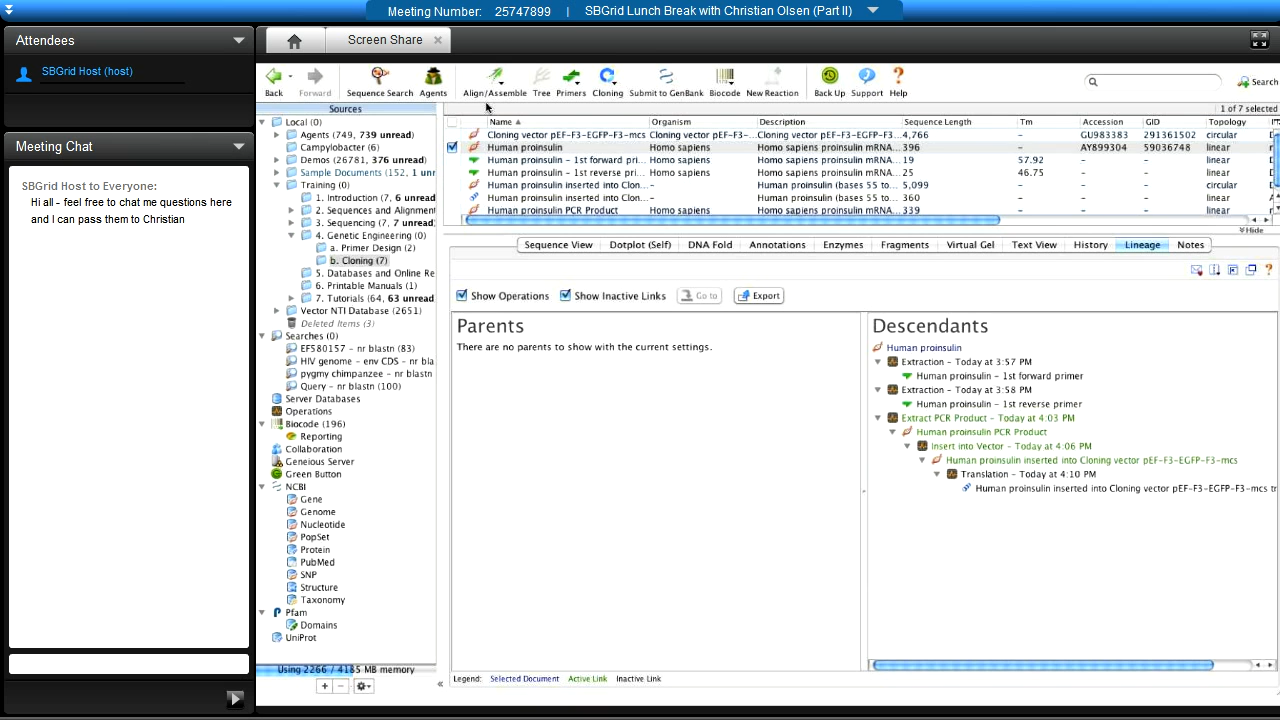 Meeting Number: 25747899 | SBGrid Lunch Break with Christian Olsen (Part II)
Attendees
SBGrid Host (host)
Meeting Chat
SBGrid Host to Everyone:
Hi all - feel free to chat me questions here
and I can pass them to Christian
Screen Share
Back Forward Sequence Search Agents Align/Assemble Tree Primers Cloning Submit to GenBank Biocode New Reaction Back Up Support Help Search
Sources
Local (0)
Agents (749, 739 unread)
Campylobacter (6)
Demos (26781, 376 unread)
Sample Documents (152, 1 unr
Training (0)
1. Introduction (7, 6 unread)
2. Sequences and Alignment
3. Sequencing (7, 7 unread)
4. Genetic Engineering (0)
a. Primer Design (2)
b. Cloning (7)
5. Databases and Online Re
6. Printable Manuals (1)
7. Tutorials (64, 63 unread)
Vector NTI Database (2651)
Deleted Items (3)
Searches (0)
EF580157 - nr blastn (83)
HIV genome - env CDS - nr bla
pygmy chimpanzee - nr blastn
Query - nr blastn (100)
Server Databases
Operations
Biocode (196)
Reporting
Collaboration
Geneious Server
Green Button
NCBI
Gene
Genome
Nucleotide
PopSet
Protein
PubMed
SNP
Structure
Taxonomy
Pfam
Domains
UniProt
Using 2266 / 4185 MB memory
1 of 7 selected
Name Organism Description Sequence Length Tm Accession GID Topology
Cloning vector pEF-F3-EGFP-F3-mcs Cloning vector pEF-F3-... Cloning vector pEF-F3-EGFP-F3... 4,766 - GU983383 291361502 circular
Human proinsulin Homo sapiens Homo sapiens proinsulin mRNA... 396 - AY899304 59036748 linear
Human proinsulin - 1st forward pri... Homo sapiens Homo sapiens proinsulin mRNA... 19 57.92 - - linear
Human proinsulin - 1st reverse pri... Homo sapiens Homo sapiens proinsulin mRNA... 25 46.75 - - linear
Human proinsulin inserted into Clon... - Human proinsulin (bases 55 to... 5,099 - - - circular
Human proinsulin inserted into Clon... - Human proinsulin (bases 55 to... 360 - - - linear
Human proinsulin PCR Product Homo sapiens Homo sapiens proinsulin mRNA... 339 - - - linear
Hide
Sequence View Dotplot (Self) DNA Fold Annotations Enzymes Fragments Virtual Gel Text View History Lineage Notes
Show Operations Show Inactive Links Go to Export
Parents
There are no parents to show with the current settings.
Descendants
Human proinsulin
Extraction - Today at 3:57 PM
Human proinsulin - 1st forward primer
Extraction - Today at 3:58 PM
Human proinsulin - 1st reverse primer
Extract PCR Product - Today at 4:03 PM
Human proinsulin PCR Product
Insert into Vector - Today at 4:06 PM
Human proinsulin inserted into Cloning vector pEF-F3-EGFP-F3-mcs
Translation - Today at 4:10 PM
Human proinsulin inserted into Cloning vector pEF-F3-EGFP-F3-mcs tr
Legend: Selected Document Active Link Inactive Link